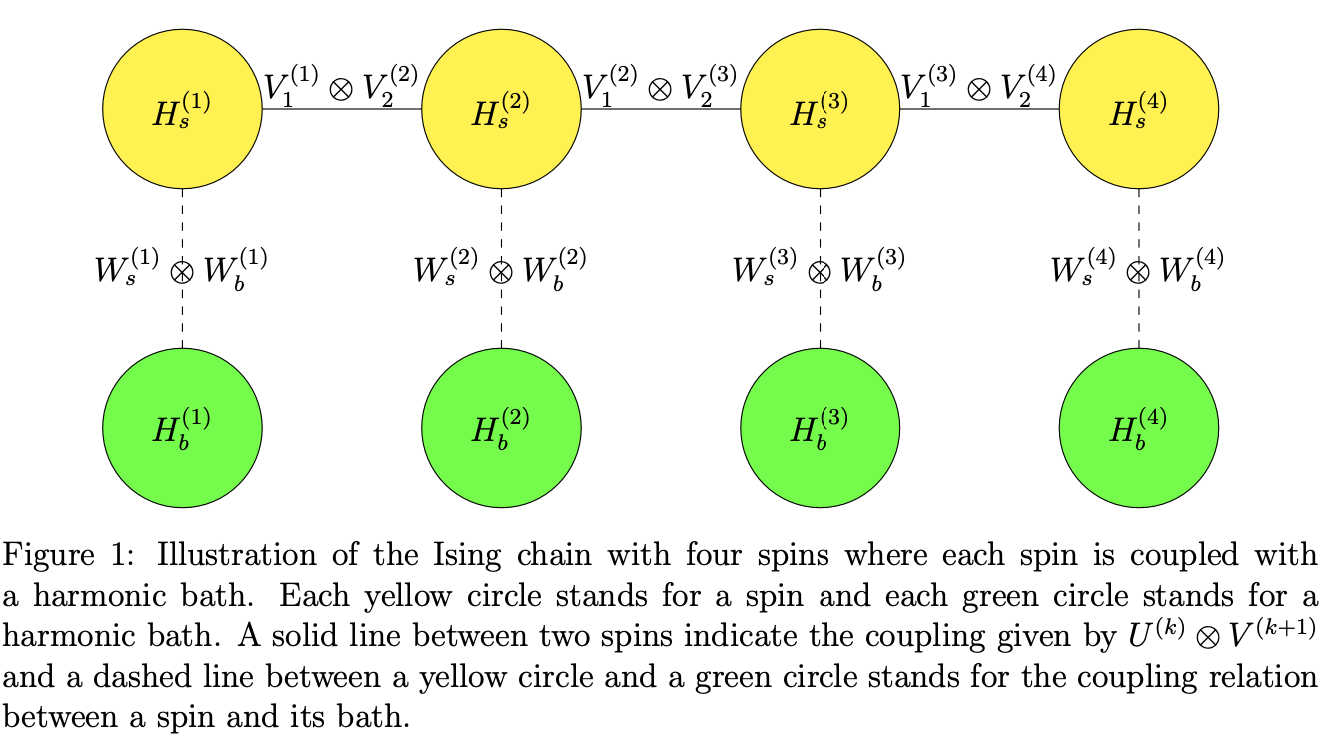 $V_1^{(1)} \otimes V_2^{(2)}$ $V_1^{(2)} \otimes V_2^{(3)}$ $V_1^{(3)} \otimes V_2^{(4)}$
$H_s^{(1)}$ $H_s^{(2)}$ $H_s^{(3)}$ $H_s^{(4)}$
$W_s^{(1)} \otimes W_b^{(1)}$ $W_s^{(2)} \otimes W_b^{(2)}$ $W_s^{(3)} \otimes W_b^{(3)}$ $W_s^{(4)} \otimes W_b^{(4)}$
$H_b^{(1)}$ $H_b^{(2)}$ $H_b^{(3)}$ $H_b^{(4)}$
Figure 1: Illustration of the Ising chain with four spins where each spin is coupled with
a harmonic bath. Each yellow circle stands for a spin and each green circle stands for a
harmonic bath. A solid line between two spins indicate the coupling given by $U^{(k)} \otimes V^{(k+1)}$
and a dashed line between a yellow circle and a green circle stands for the coupling relation
between a spin and its bath.